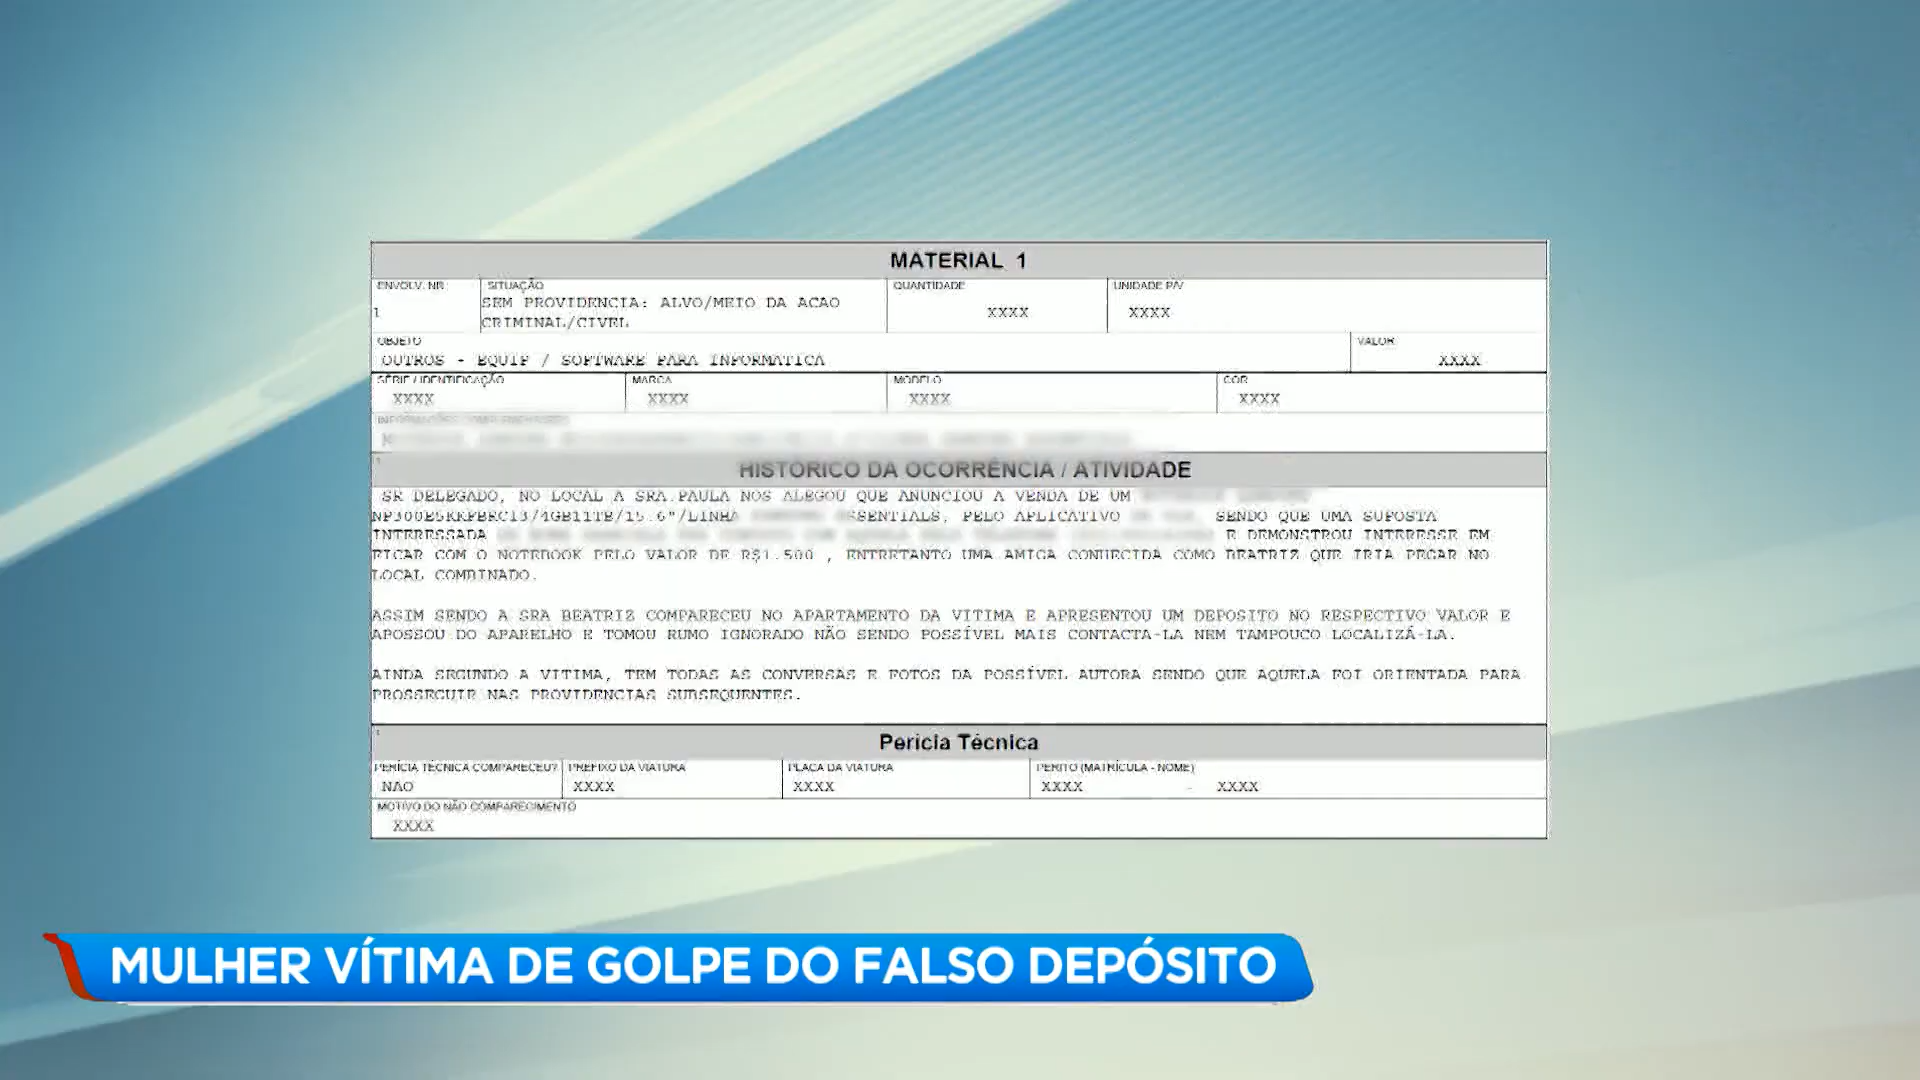 MATERIAL 1
ENVOLV. NR SITUAÇÃO QUANTIDADE UNIDADE P/V
1 SEM PROVIDENCIA: ALVO/MEIO DA ACAO XXXX XXXX
CRIMINAL/CIVEL
OBJETO VALOR
OUTROS - EQUIP / SOFTWARE PARA INFORMATICA XXXX
SÉRIE / IDENTIFICAÇÃO MARCA MODELO COR
XXXX XXXX XXXX XXXX
HISTÓRICO DA OCORRÊNCIA / ATIVIDADE
SR DELEGADO, NO LOCAL A SRA.PAULA NOS ALEGOU QUE ANUNCIOU A VENDA DE UM
/15.6"/LINHA ESSENTIALS, PELO APLICATIVO SENDO QUE UMA SUPOSTA
INTERESSADA E DEMONSTROU INTERESSE EM
FICAR COM O NOTEBOOK PELO VALOR DE R$1.500 , ENTRETANTO UMA AMIGA CONHECIDA COMO BEATRIZ QUE IRIA PEGAR NO
LOCAL COMBINADO.
ASSIM SENDO A SRA BEATRIZ COMPARECEU NO APARTAMENTO DA VITIMA E APRESENTOU UM DEPOSITO NO RESPECTIVO VALOR E
APOSSOU DO APARELHO E TOMOU RUMO IGNORADO NÃO SENDO POSSÍVEL MAIS CONTACTA-LA NEM TAMPOUCO LOCALIZÁ-LA.
AINDA SEGUNDO A VITIMA, TEM TODAS AS CONVERSAS E FOTOS DA POSSÍVEL AUTORA SENDO QUE AQUELA FOI ORIENTADA PARA
PROSSEGUIR NAS PROVIDENCIAS SUBSEQUENTES.
Perícia Técnica
PERÍCIA TÉCNICA COMPARECEU? PREFIXO DA VIATURA PLACA DA VIATURA PERITO (MATRÍCULA - NOME)
NAO XXXX XXXX XXXX - XXXX
MOTIVO DO NÃO COMPARECIMENTO
XXXX
MULHER VÍTIMA DE GOLPE DO FALSO DEPÓSITO